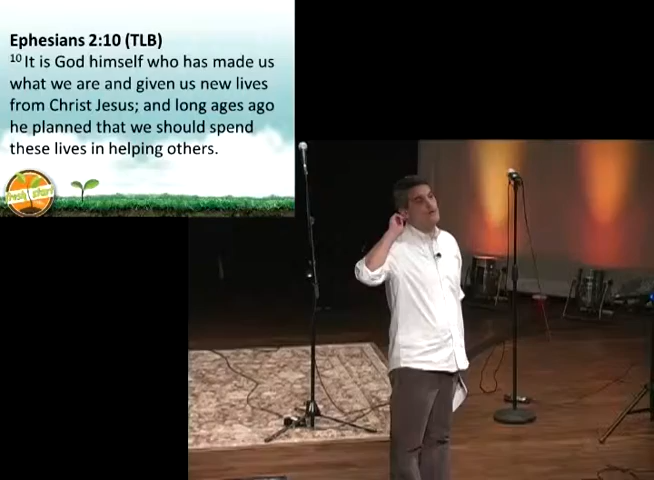 Ephesians 2:10 (TLB)
10 It is God himself who has made us
what we are and given us new lives
from Christ Jesus; and long ages ago
he planned that we should spend
these lives in helping others.
fresh start